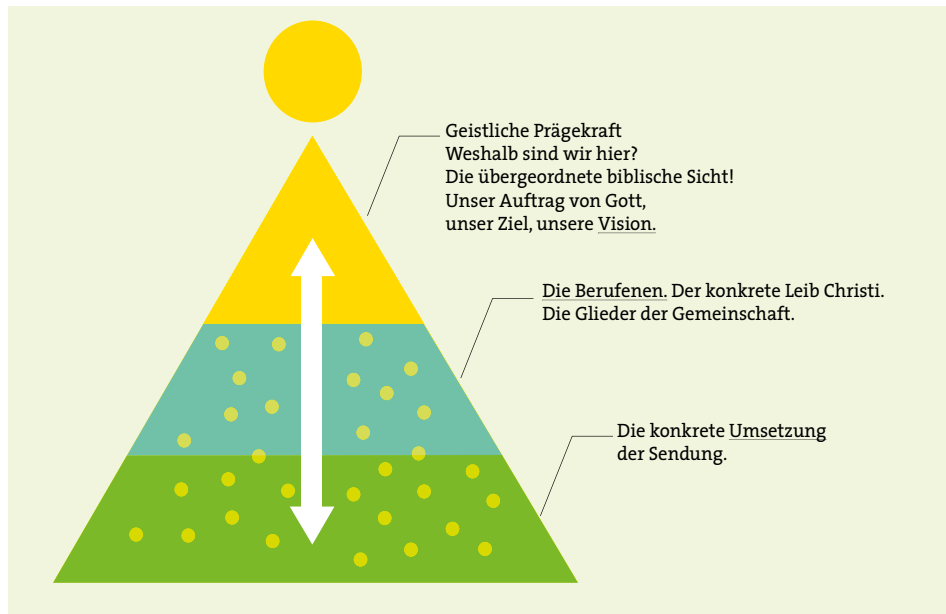 Geistliche Prägekraft
Weshalb sind wir hier?
Die übergeordnete biblische Sicht!
Unser Auftrag von Gott,
unser Ziel, unsere Vision.
Die Berufenen. Der konkrete Leib Christi.
Die Glieder der Gemeinschaft.
Die konkrete Umsetzung
der Sendung.